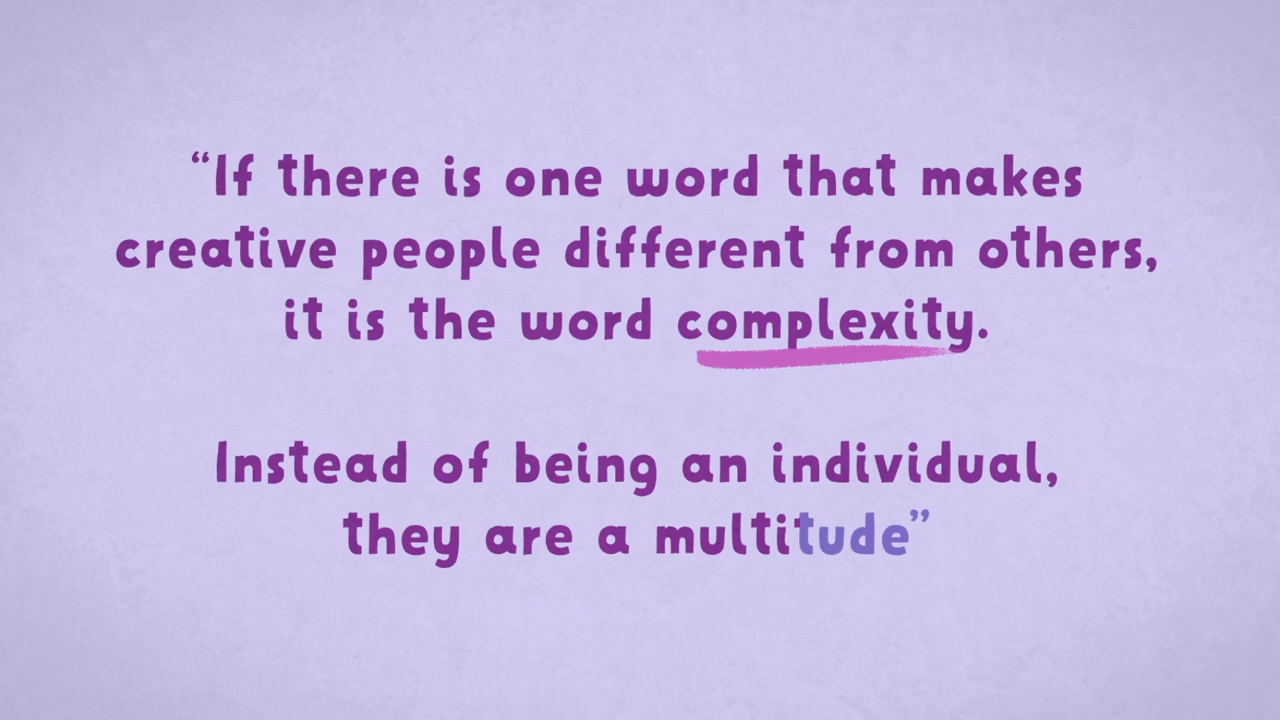 “If there is one word that makes
creative people different from others,
it is the word complexity.
Instead of being an individual,
they are a multitude”